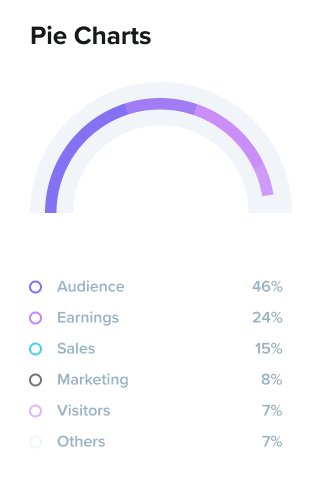 Pie Charts
Audience 46%
Earnings 24%
Sales 15%
Marketing 8%
Visitors 7%
Others 7%